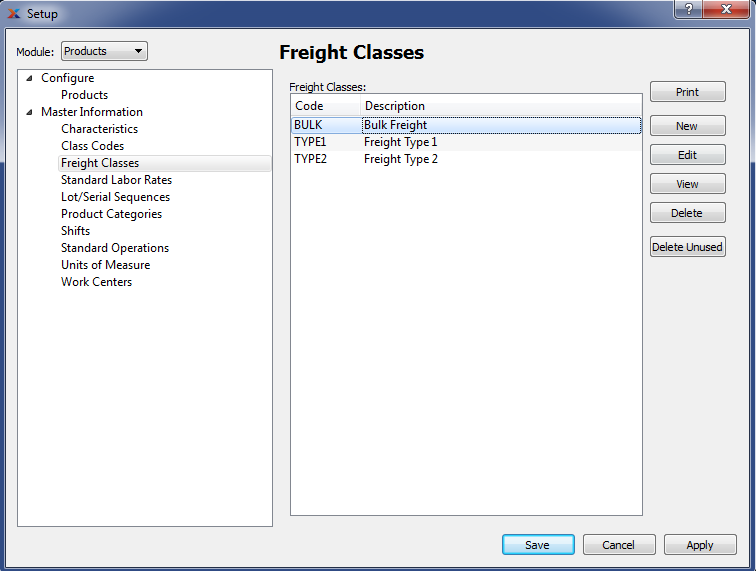 Setup
?
Module: Products
Freight Classes
Configure
Products
Master Information
Characteristics
Class Codes
Freight Classes
Standard Labor Rates
Lot/Serial Sequences
Product Categories
Shifts
Standard Operations
Units of Measure
Work Centers
Freight Classes:
Code Description
BULK Bulk Freight
TYPE1 Freight Type 1
TYPE2 Freight Type 2
Print
New
Edit
View
Delete
Delete Unused
Save Cancel Apply